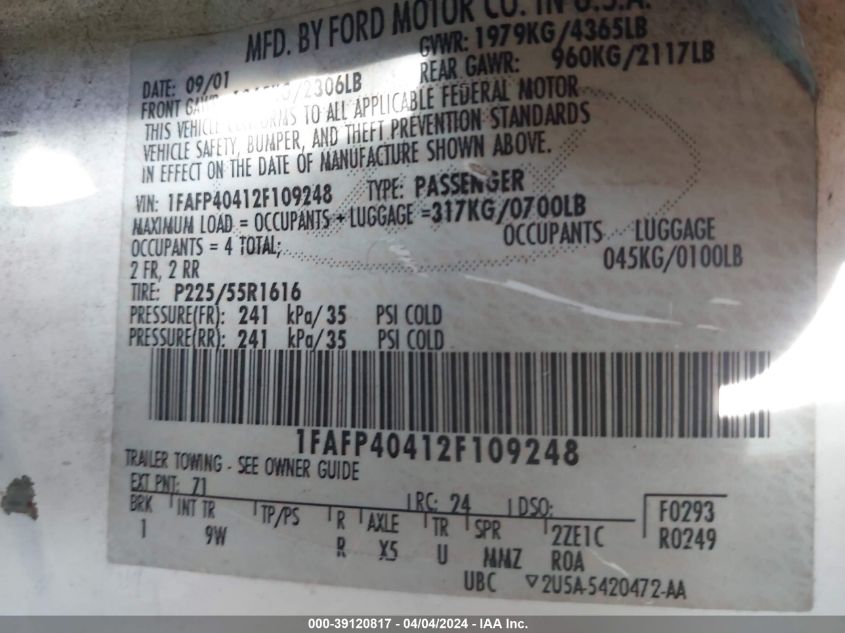 MFD. BY FORD MOTOR CO. IN U.S.A.
DATE: 09/01 GVWR: 1979KG/4365LB
FRONT GAWR: /2306LB REAR GAWR: 960KG/2117LB
THIS VEHICLE CONFORMS TO ALL APPLICABLE FEDERAL MOTOR
VEHICLE SAFETY, BUMPER, AND THEFT PREVENTION STANDARDS
IN EFFECT ON THE DATE OF MANUFACTURE SHOWN ABOVE.
VIN: 1FAFP40412F109248 TYPE: PASSENGER
MAXIMUM LOAD = OCCUPANTS + LUGGAGE =317KG/0700LB
OCCUPANTS = 4 TOTAL; OCCUPANTS LUGGAGE
2 FR, 2 RR 045KG/0100LB
TIRE: P225/55R1616
PRESSURE(FR): 241 kPa/35 PSI COLD
PRESSURE(RR): 241 kPa/35 PSI COLD
1FAFP40412F109248
TRAILER TOWING - SEE OWNER GUIDE
EXT PNT: 71 RC: 24 DSO: F0293
BRK INT TR TP/PS R AXLE TR SPR 2ZE1C R0249
1 9W R X5 U MMZ ROA
UBC 2U5A-5420472-AA
000-39120817 - 04/04/2024 - IAA Inc.